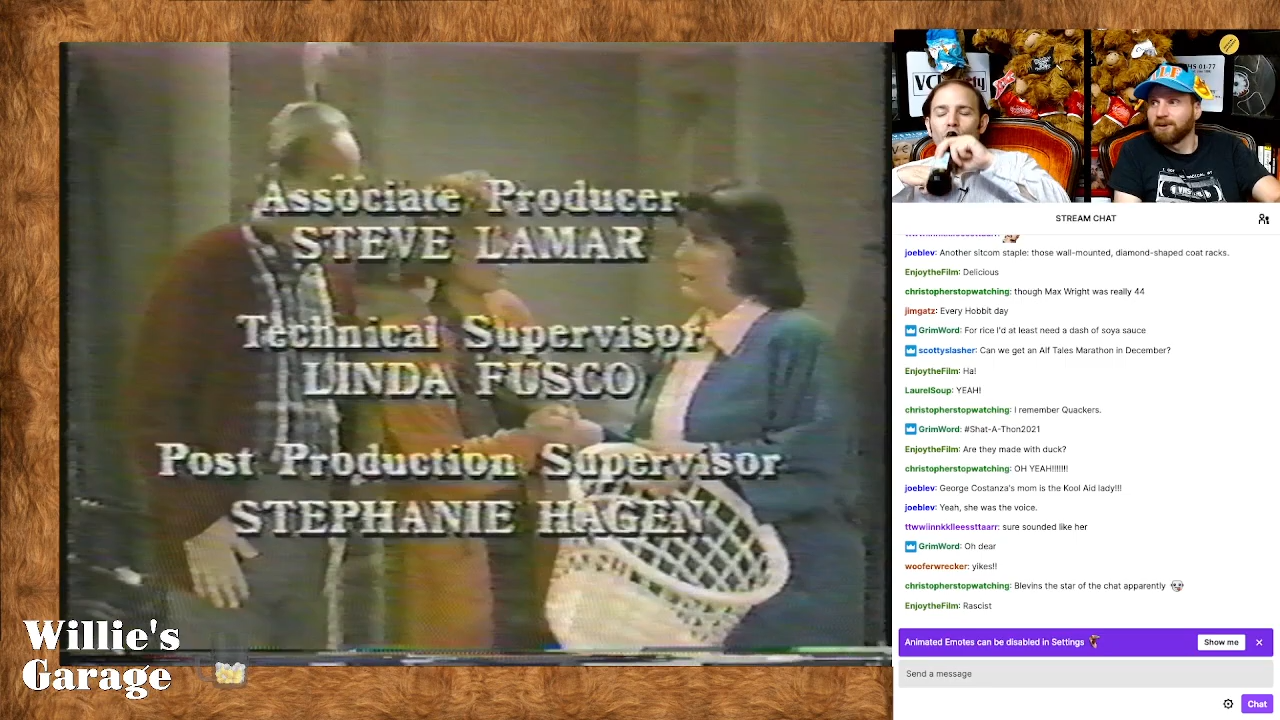 Associate Producer
STEVE LAMAR
Technical Supervisor
LINDA FUSCO
Post Production Supervisor
STEPHANIE HAGEN
Willie's
Garage
VCR
ALF
STREAM CHAT
joeblev: Another sitcom staple: those wall-mounted, diamond-shaped coat racks.
EnjoytheFilm: Delicious
christopherstopwatching: though Max Wright was really 44
jimgatz: Every Hobbit day
GrimWord: For rice I'd at least need a dash of soya sauce
scottyslasher: Can we get an Alf Tales Marathon in December?
EnjoytheFilm: Ha!
LaurelSoup: YEAH!
christopherstopwatching: I remember Quackers.
GrimWord: #Shat-A-Thon2021
EnjoytheFilm: Are they made with duck?
christopherstopwatching: OH YEAH!!!!!!!
joeblev: George Costanza's mom is the Kool Aid lady!!!
joeblev: Yeah, she was the voice.
ttwwiinnkklleessttaarr: sure sounded like her
GrimWord: Oh dear
wooferwrecker: yikes!!
christopherstopwatching: Blevins the star of the chat apparently
EnjoytheFilm: Rascist
Animated Emotes can be disabled in Settings
Show me
Send a message
Chat